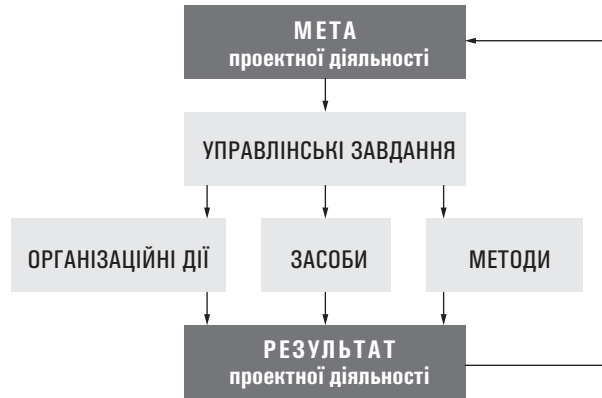 МЕТА
проектної діяльності
УПРАВЛІНСЬКІ ЗАВДАННЯ
ОРГАНІЗАЦІЙНІ ДІЇ
ЗАСОБИ
МЕТОДИ
РЕЗУЛЬТАТ
проектної діяльності